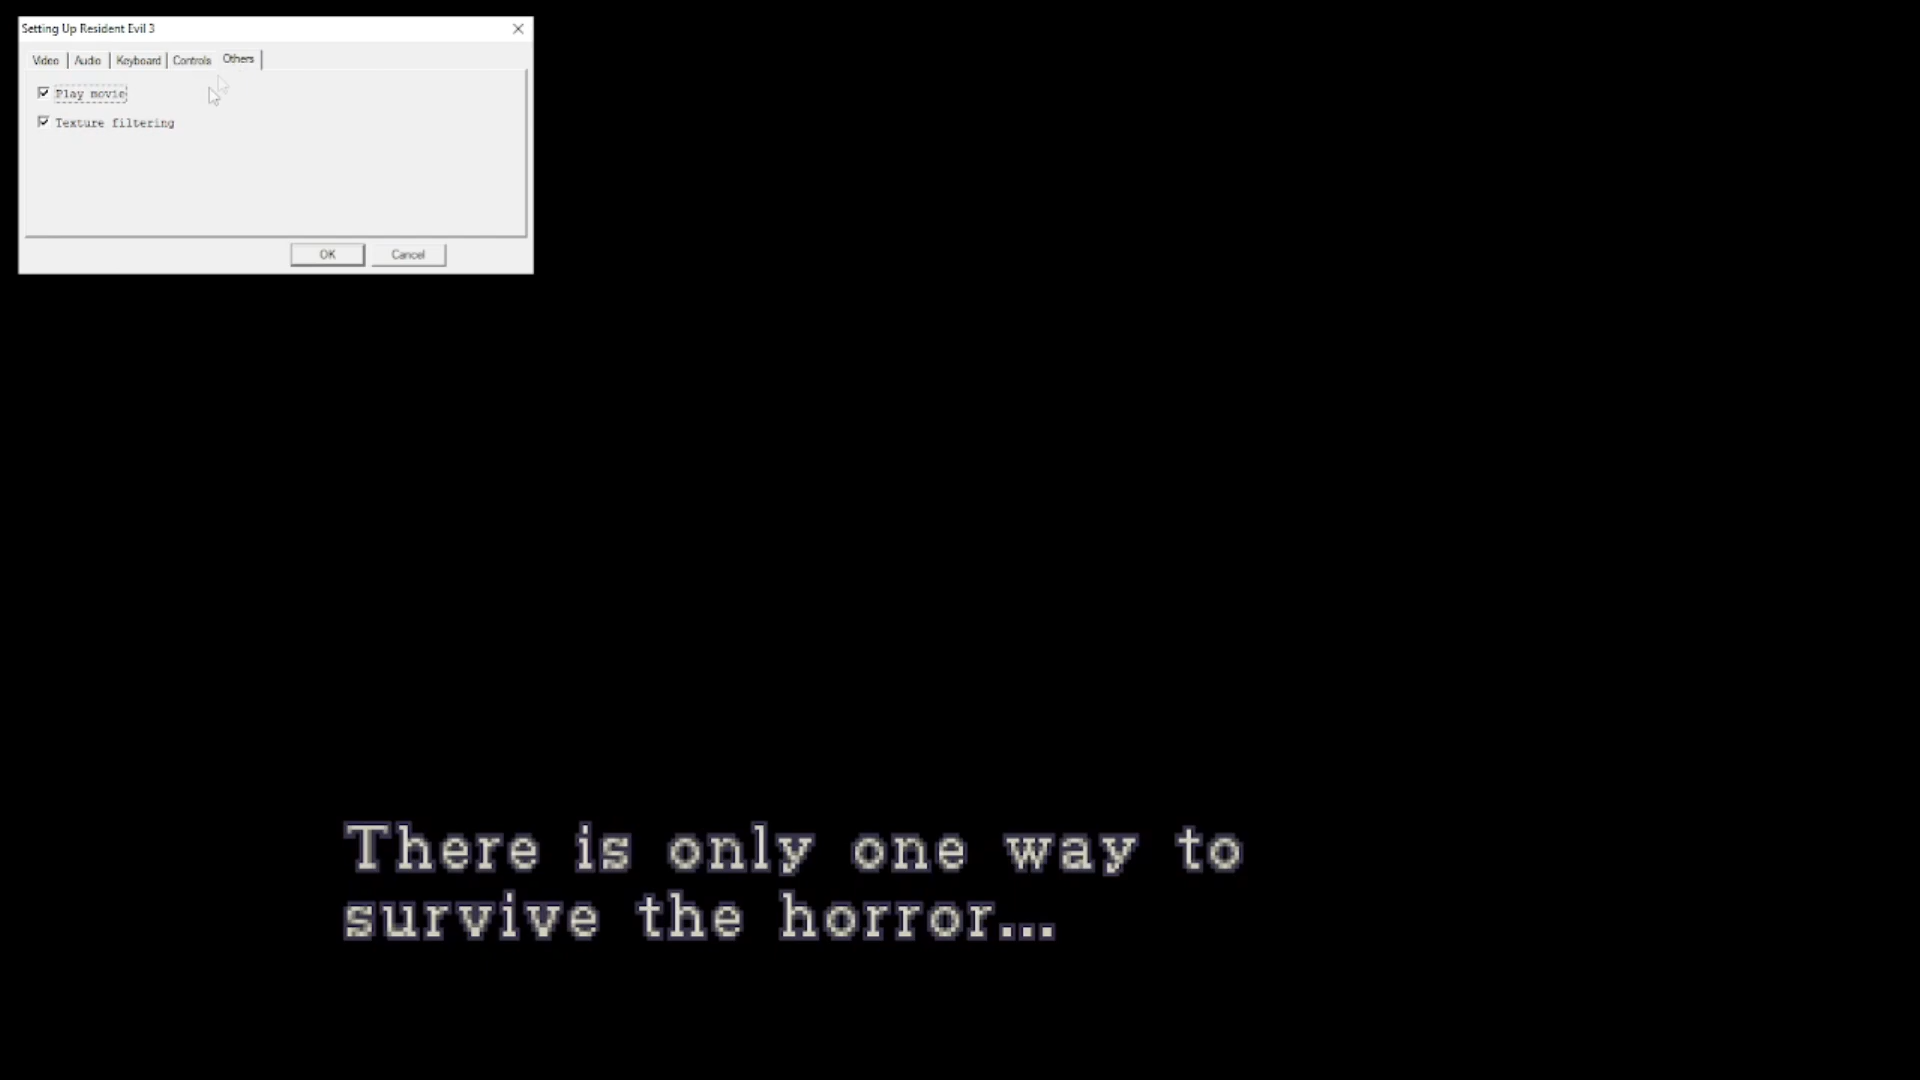 Setting Up Resident Evil 3
Video Audio Keyboard Controls Others
Play movie
Texture filtering
OK Cancel
There is only one way to
survive the horror...